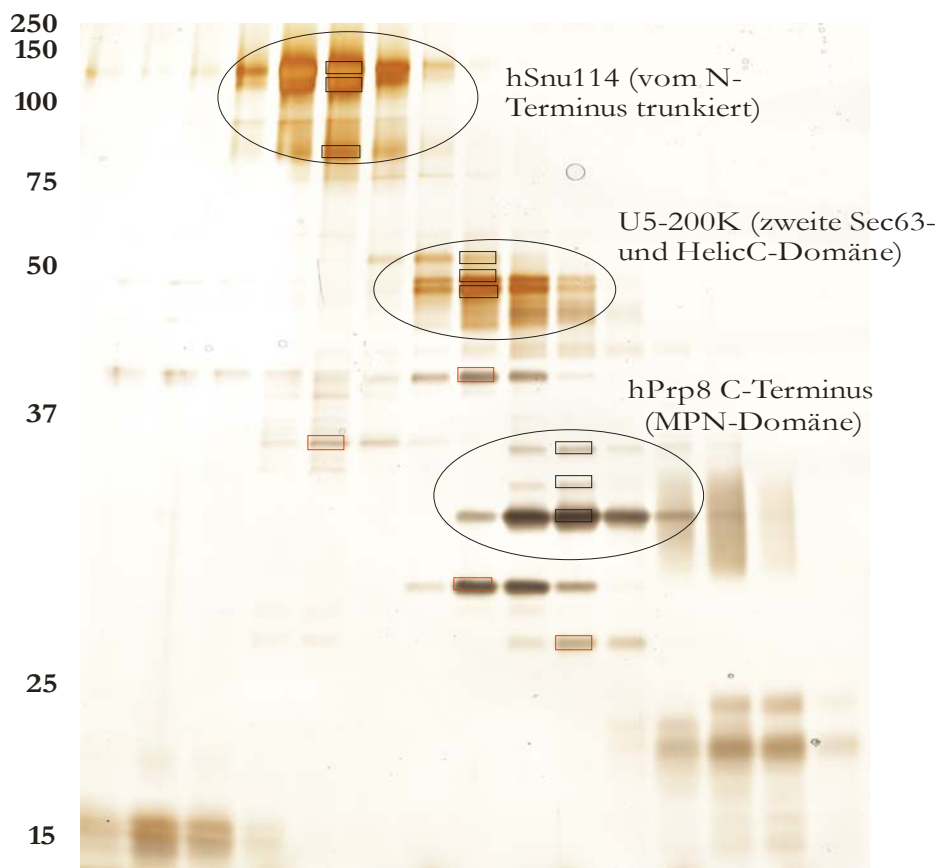 250
150
100
75
50
37
25
15
hSnu114 (vom N-
Terminus trunkiert)
U5-200K (zweite Sec63-
und HelicC-Domäne)
hPrp8 C-Terminus
(MPN-Domäne)